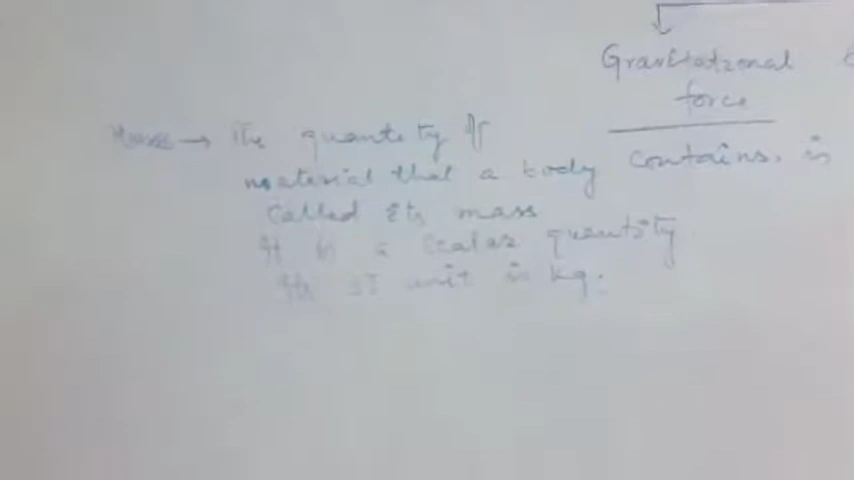 Gravitational
force
Mass → The quantity of
material that a body contains. is
called its mass
It is a scalar quantity
Its SI unit is kg.